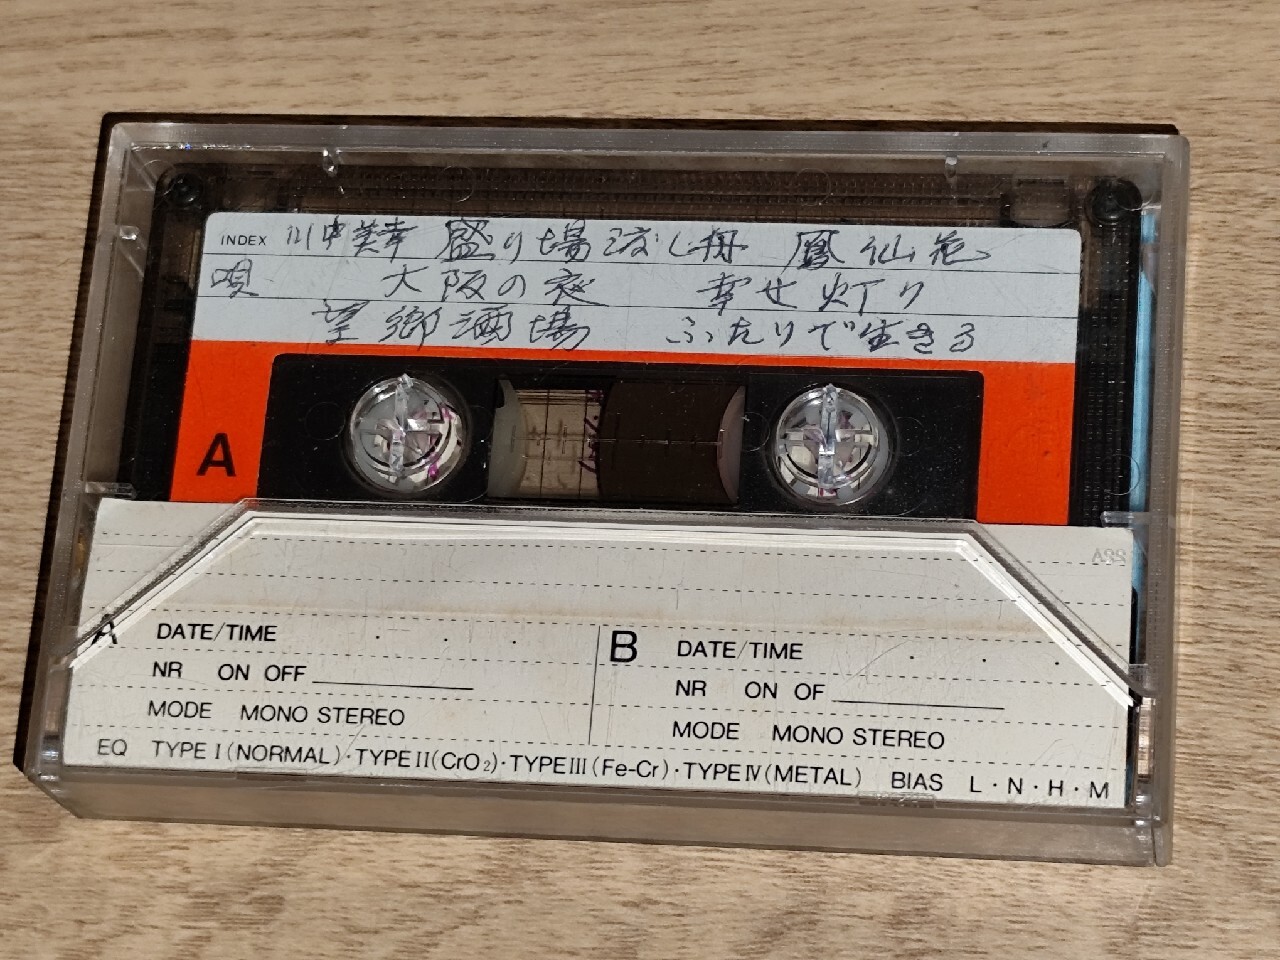 INDEX 川中美幸 盛り場渡し舟 鳳仙花
唄 大阪の夜 幸せ灯り
望郷酒場 ふたりで生きる
A
A DATE/TIME . . .
NR ON OFF
MODE MONO STEREO
B DATE/TIME . . .
NR ON OF
MODE MONO STEREO
EQ TYPE I (NORMAL)・TYPE II (CrO₂)・TYPE III (Fe-Cr)・TYPE IV (METAL) BIAS L・N・H・M